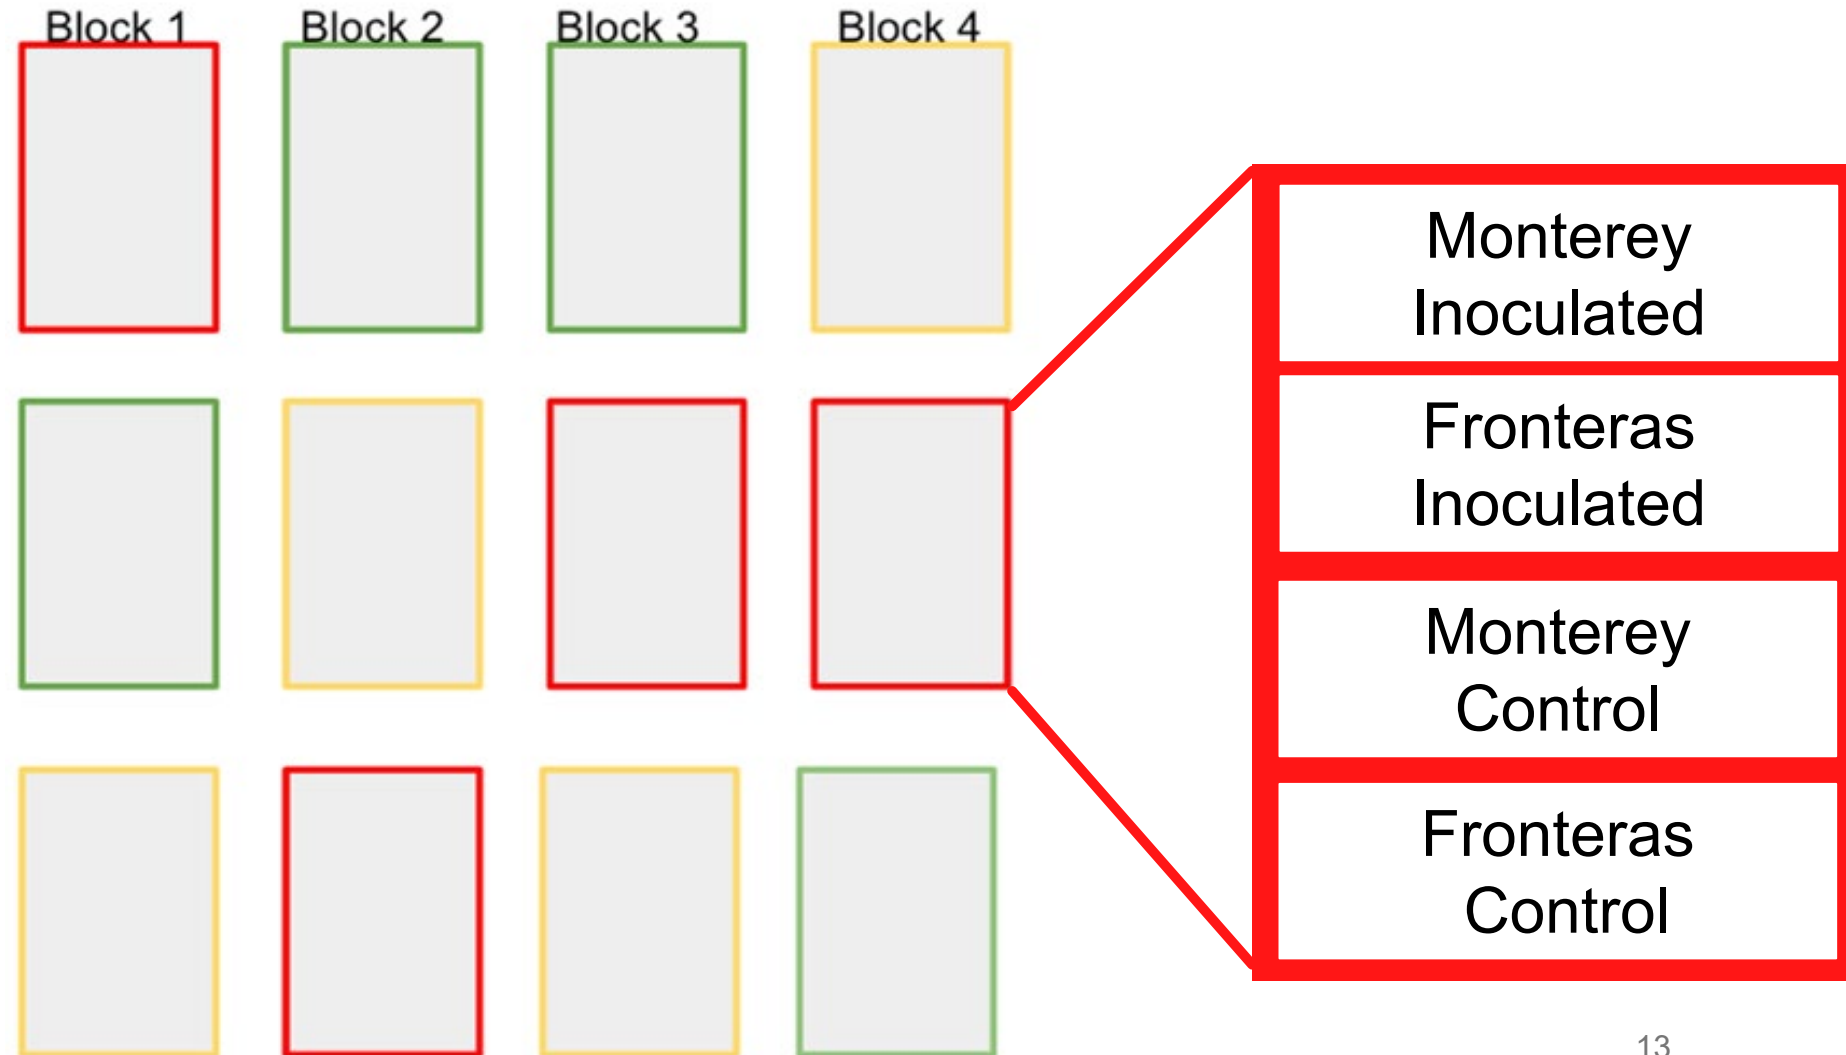 Block 1 Block 2 Block 3 Block 4
Monterey
Inoculated
Fronteras
Inoculated
Monterey
Control
Fronteras
Control
13